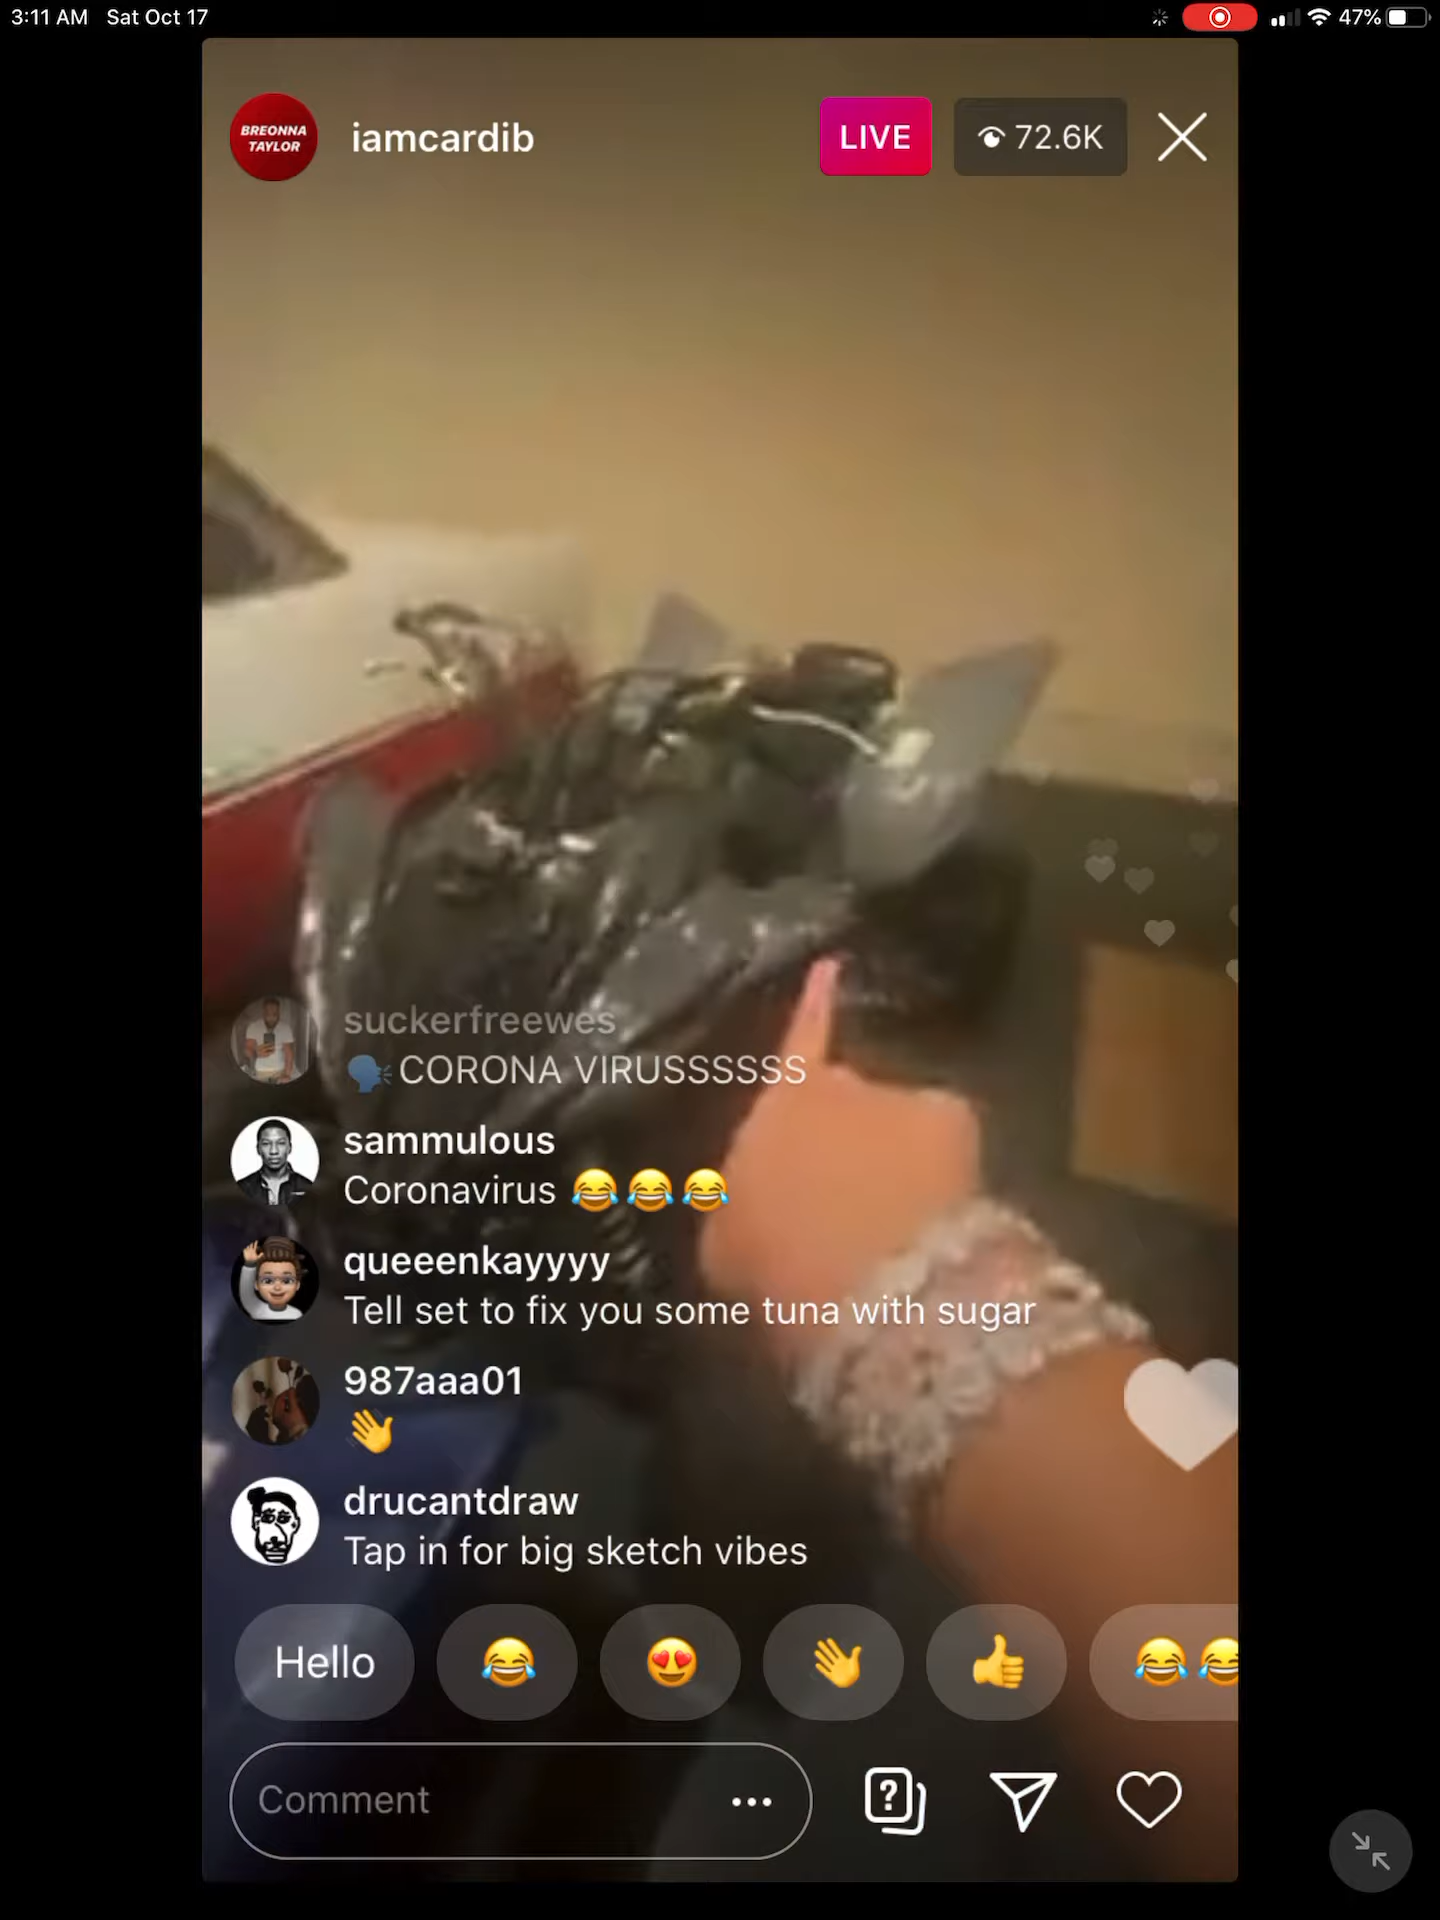 3:11 AM Sat Oct 17
47%
BREONNA
TAYLOR
iamcardib
LIVE
72.6K
suckerfreewes
🗣️CORONA VIRUSSSSSS
sammulous
Coronavirus 😂😂😂
queeenkayyyy
Tell set to fix you some tuna with sugar
987aaa01
👋
drucantdraw
Tap in for big sketch vibes
Hello 😂 😍 👋 👍 😂😂
Comment